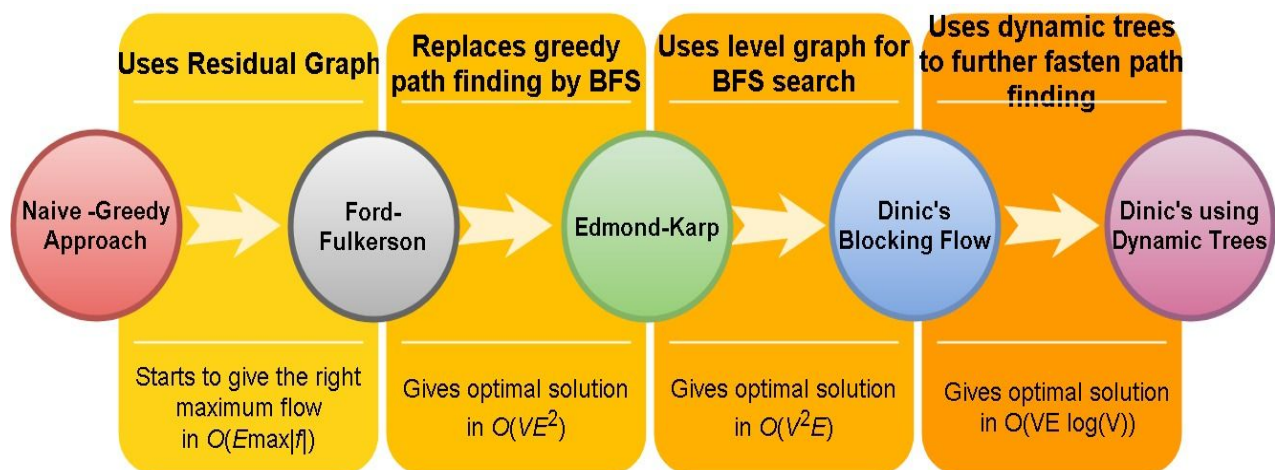 Uses Residual Graph
Replaces greedy
path finding by BFS
Uses level graph for
BFS search
Uses dynamic trees
to further fasten path
finding
Naive -Greedy
Approach
Ford-
Fulkerson
Edmond-Karp
Dinic's
Blocking Flow
Dinic's using
Dynamic Trees
Starts to give the right
maximum flow
in O(Emax|f|)
Gives optimal solution
in O(VE²)
Gives optimal solution
in O(V²E)
Gives optimal solution
in O(VE log(V))